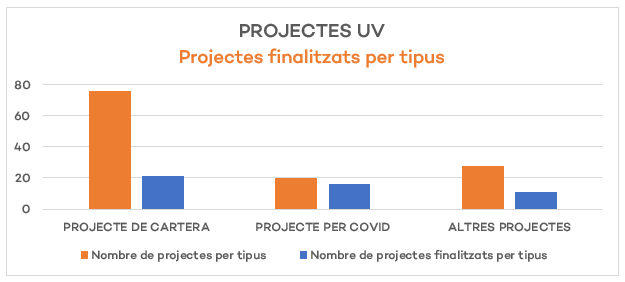 PROJECTES UV
Projectes finalitzats per tipus
80
60
40
20
0
PROJECTE DE CARTERA PROJECTE PER COVID ALTRES PROJECTES
Nombre de projectes per tipus Nombre de projectes finalitzats per tipus